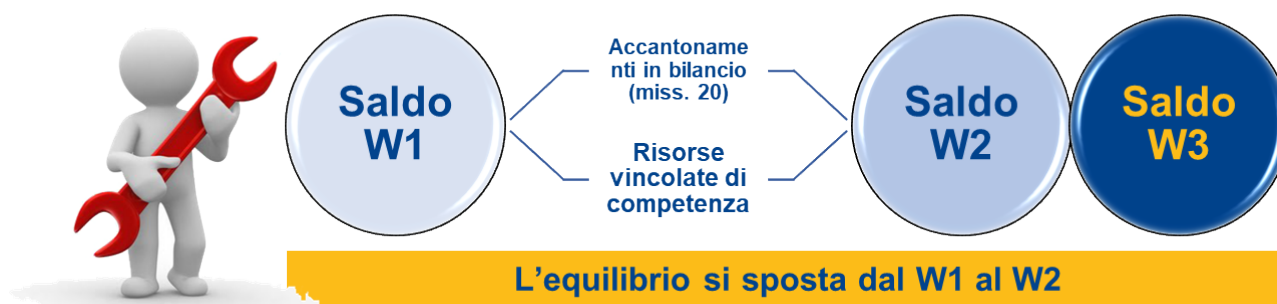 Saldo
W1
Accantoname
nti in bilancio
(miss. 20)
Risorse
vincolate di
competenza
Saldo
W2
Saldo
W3
L’equilibrio si sposta dal W1 al W2